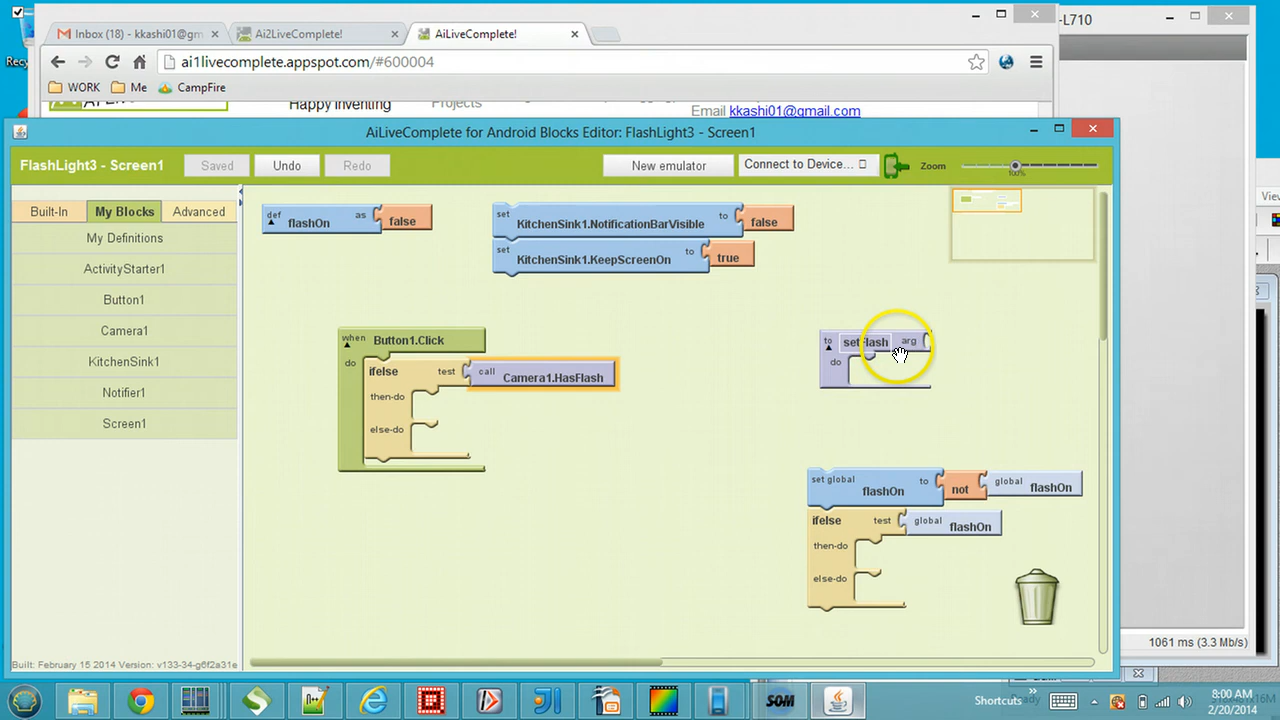 Inbox (18) - kkashi01@gm
Ai2LiveComplete!
AiLiveComplete!
-L710
ai1livecomplete.appspot.com/#600004
WORK
Me
CampFire
Happy Inventing
Projects
Email kkashi01@gmail.com
AiLiveComplete for Android Blocks Editor: FlashLight3 - Screen1
FlashLight3 - Screen1
Saved
Undo
Redo
New emulator
Connect to Device...
Zoom
100%
Built-In
My Blocks
Advanced
My Definitions
ActivityStarter1
Button1
Camera1
KitchenSink1
Notifier1
Screen1
def flashOn as false
set KitchenSink1.NotificationBarVisible to false
set KitchenSink1.KeepScreenOn to true
when Button1.Click
do ifelse test call Camera1.HasFlash
then-do
else-do
to setFlash arg
do
set global flashOn to not global flashOn
ifelse test global flashOn
then-do
else-do
Built: February 15 2014 Version: v133-34-g6f2a31e
1061 ms (3.3 Mb/s)
SOM
Shortcuts
8:00 AM
2/20/2014